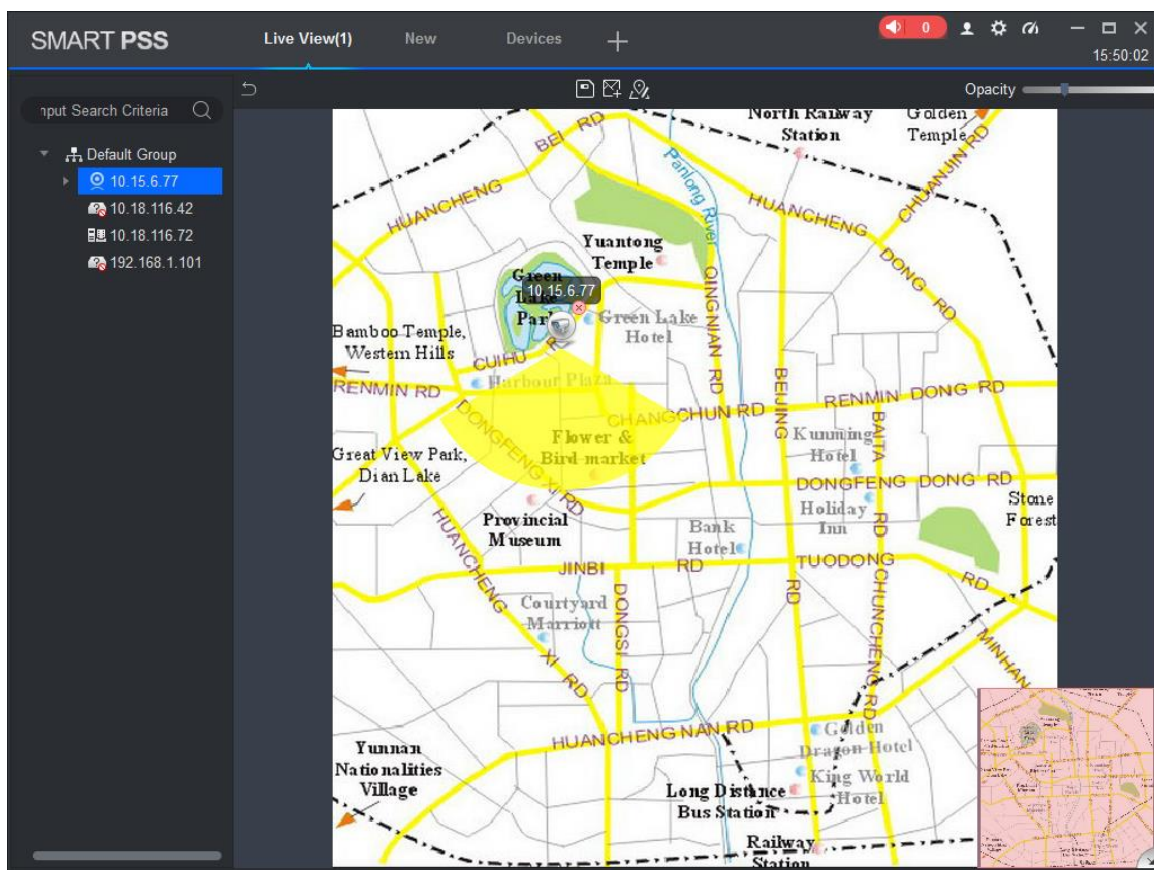 SMART PSS
Live View(1)
New
Devices
0
15:50:02
nput Search Criteria
Opacity
Default Group
10.15.6.77
10.18.116.42
10.18.116.72
192.168.1.101
North Railway
Station
Golden
Temple
BEI RD
HUANCHENG
Panlong River
HUANCHENG DONG RD
CHUANJIN RD
Yuantong
Temple
Green
Lake
Park
10.15.6.77
Green Lake
Hotel
QINGNIAN RD
Bamboo Temple,
Western Hills
CUIHU
Harbour Plaza
RENMIN RD
RENMIN DONG RD
CHANGCHUN RD
BEIJING RD
BAITA RD
DONGFENG XI RD
Flower &
Bird market
Kunming
Hotel
Great View Park,
Dian Lake
DONGFENG DONG RD
Holiday
Inn
Stone
Forest
Provincial
Museum
Bank
Hotel
HUANCHENG XI RD
JINBI RD
TUODONG RD
Courtyard
Marriott
DONGSI RD
CHUNCHENG RD
MINHAN
HUANCHENG NAN RD
Golden
Dragon Hotel
Yunnan
Nationalities
Village
King World
Hotel
Long Distance
Bus Station
Railway
Station